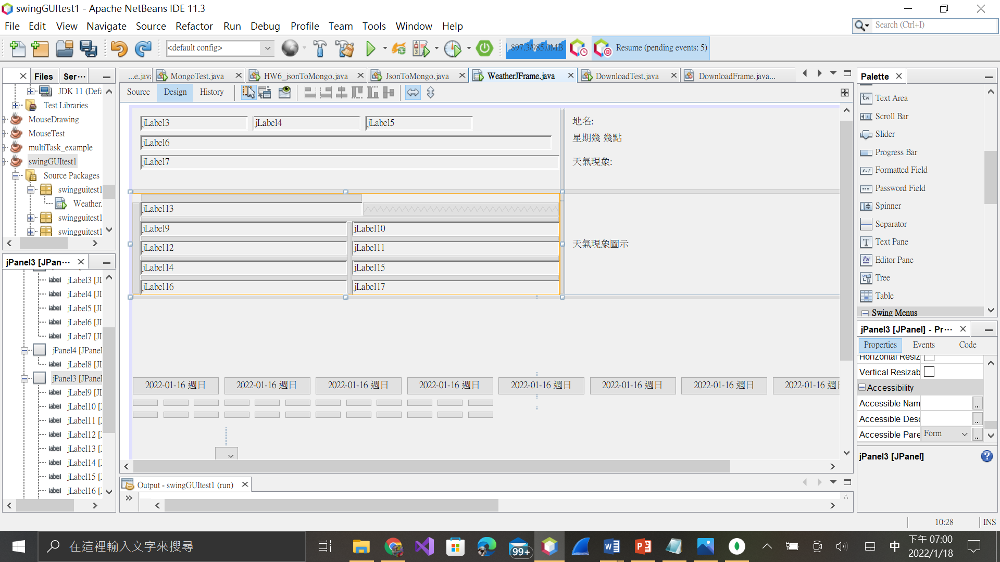 swingGUItest1 - Apache NetBeans IDE 11.3
File Edit View Navigate Source Refactor Run Debug Profile Team Tools Window Help
Search (Ctrl+I)
<default config>
897.3/985.0MB
Resume (pending events: 5)
Files
Ser...
...e.java
MongoTest.java
HW6_jsonToMongo.java
JsonToMongo.java
WeatherJFrame.java
DownloadTest.java
DownloadFrame.java...
Palette
Source
Design
History
JDK 11 (Defa
Test Libraries
MouseDrawing
MouseTest
multiTask_example
swingGUItest1
Source Packages
swingguitest1
Weather.
swingguitest1
swingguitest1
jPanel3 [JPan...
label jLabel3 [JL
label jLabel4 [JL
label jLabel5 [JL
label jLabel6 [JL
label jLabel7 [JL
jPanel4 [JPanel
label jLabel8 [JL
jPanel3 [JPanel
label jLabel9 [JL
label jLabel10 [J
label jLabel11 [J
label jLabel12 [J
label jLabel13 [J
label jLabel14 [J
label jLabel15 [J
label jLabel16 [J
jLabel3
jLabel4
jLabel5
jLabel6
jLabel7
地名:
星期幾 幾點
天氣現象:
jLabel13
jLabel9
jLabel10
jLabel12
jLabel11
jLabel14
jLabel15
jLabel16
jLabel17
天氣現象圖示
2022-01-16 週日
2022-01-16 週日
2022-01-16 週日
2022-01-16 週日
2022-01-16 週日
2022-01-16 週日
2022-01-16 週日
2022-01-16 週日
Output - swingGUItest1 (run)
Text Area
Scroll Bar
Slider
Progress Bar
Formatted Field
Password Field
Spinner
Separator
Text Pane
Editor Pane
Tree
Table
Swing Menus
jPanel3 [JPanel] - Pr...
Properties
Events
Code
Horizontal Resiz
Vertical Resizab
Accessibility
Accessible Nam
...
Accessible Desc
...
Accessible Pare
Form
...
jPanel3 [JPanel]
10:28
INS
在這裡輸入文字來搜尋
99+
中
下午 07:00
2022/1/18